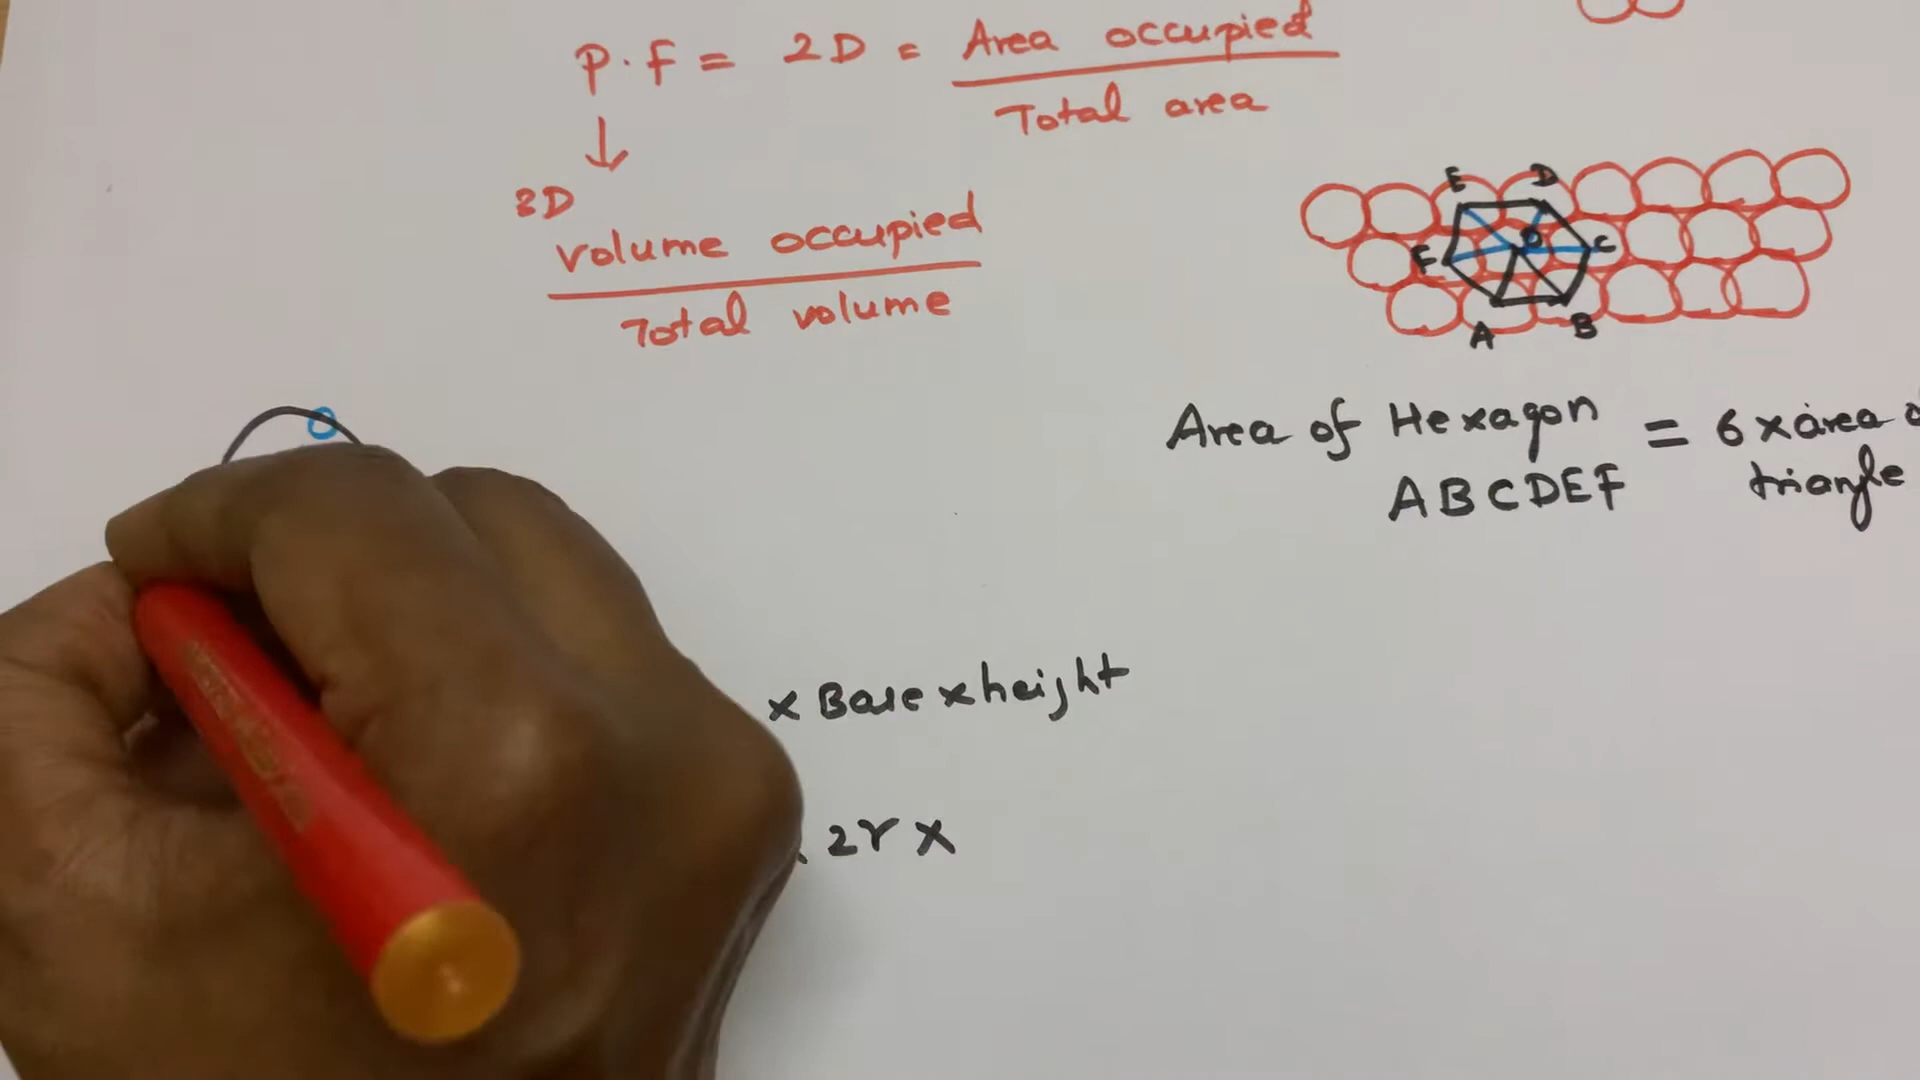 P.F = 2D = Area occupied
Total area
3D
volume occupied
Total volume
E D
F O C
A B
Area of Hexagon = 6 x area
ABCDEF triangle
O
x Base x height
2r x